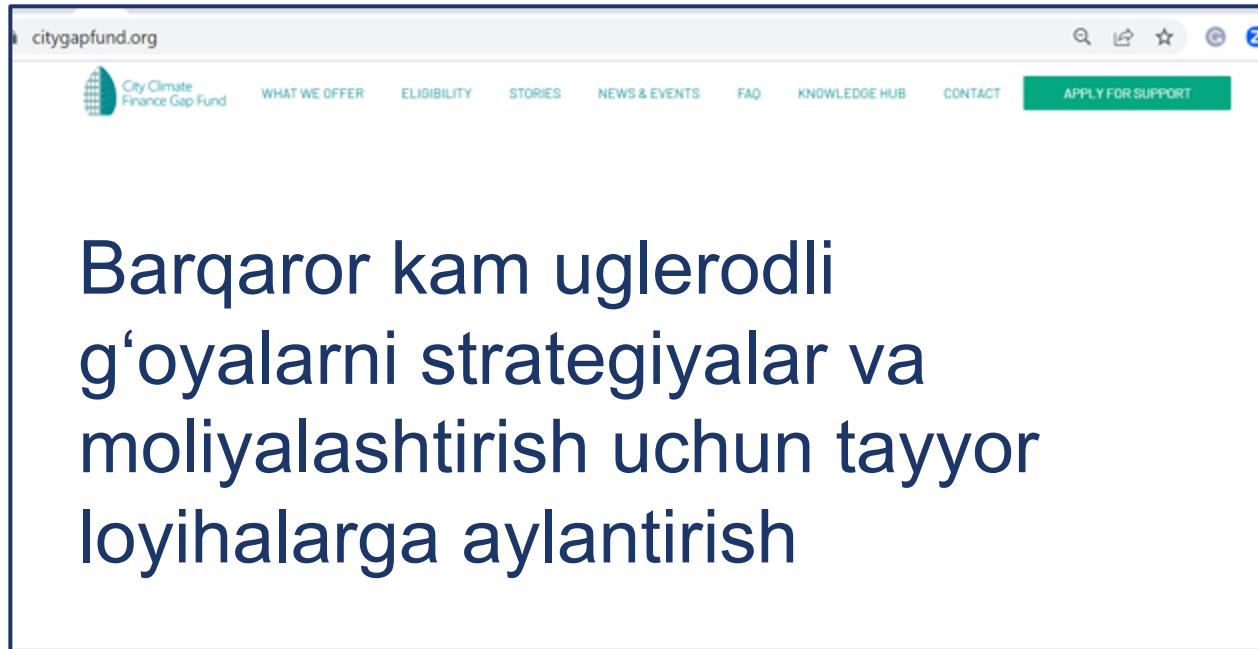 citygapfund.org
City Climate
Finance Gap Fund
WHAT WE OFFER ELIGIBILITY STORIES NEWS & EVENTS FAQ KNOWLEDGE HUB CONTACT APPLY FOR SUPPORT
Barqaror kam uglerodli
g‘oyalarni strategiyalar va
moliyalashtirish uchun tayyor
loyihalarga aylantirish